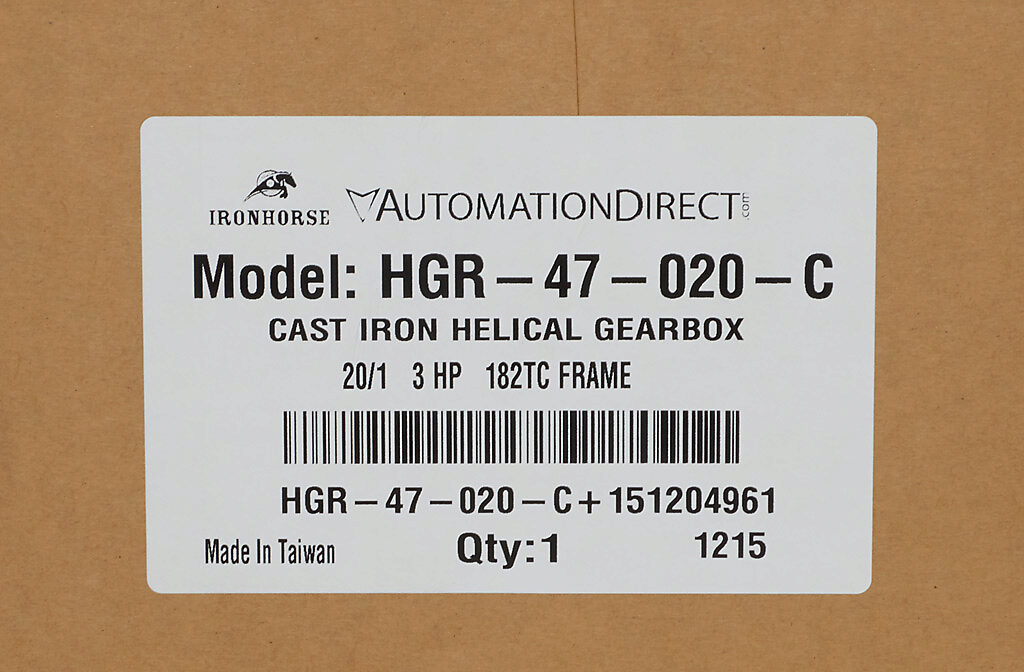 IRONHORSE AUTOMATIONDIRECT.com
Model: HGR-47-020-C
CAST IRON HELICAL GEARBOX
20/1 3 HP 182TC FRAME
HGR-47-020-C+151204961
Made In Taiwan Qty:1 1215